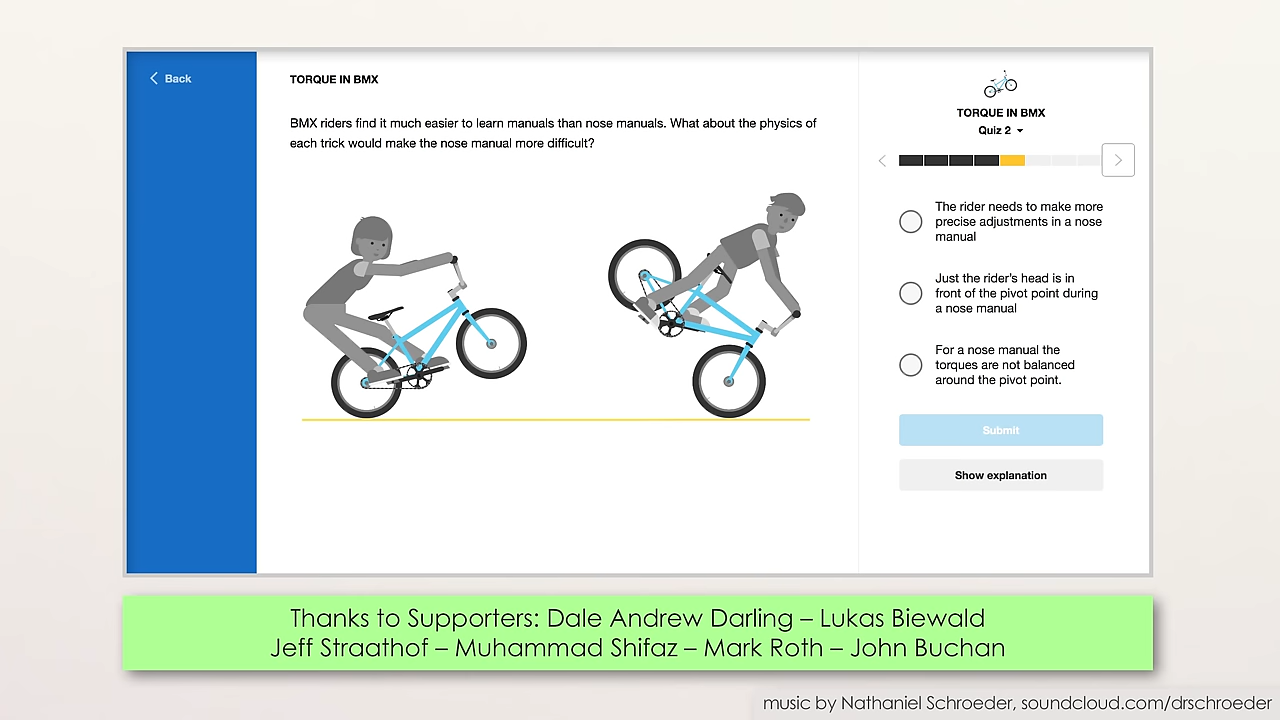 Back
TORQUE IN BMX
BMX riders find it much easier to learn manuals than nose manuals. What about the physics of
each trick would make the nose manual more difficult?
TORQUE IN BMX
Quiz 2
The rider needs to make more
precise adjustments in a nose
manual
Just the rider's head is in
front of the pivot point during
a nose manual
For a nose manual the
torques are not balanced
around the pivot point.
Submit
Show explanation
Thanks to Supporters: Dale Andrew Darling – Lukas Biewald
Jeff Straathof – Muhammad Shifaz – Mark Roth – John Buchan
music by Nathaniel Schroeder, soundcloud.com/drschroeder